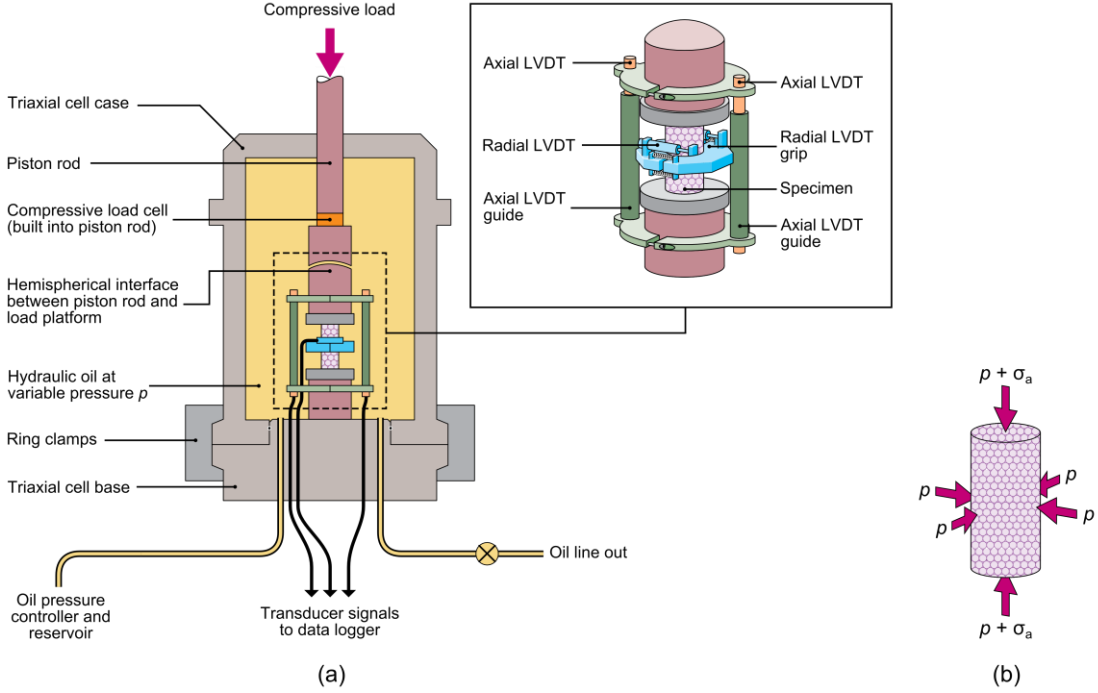 Compressive load
Triaxial cell case
Piston rod
Compressive load cell
(built into piston rod)
Hemispherical interface
between piston rod and
load platform
Hydraulic oil at
variable pressure p
Ring clamps
Triaxial cell base
Oil pressure
controller and
reservoir
Transducer signals
to data logger
Oil line out
(a)
Axial LVDT
Axial LVDT
Radial LVDT
Radial LVDT
grip
Specimen
Axial LVDT
guide
Axial LVDT
guide
p + σa
p
p
p
p
p + σa
(b)